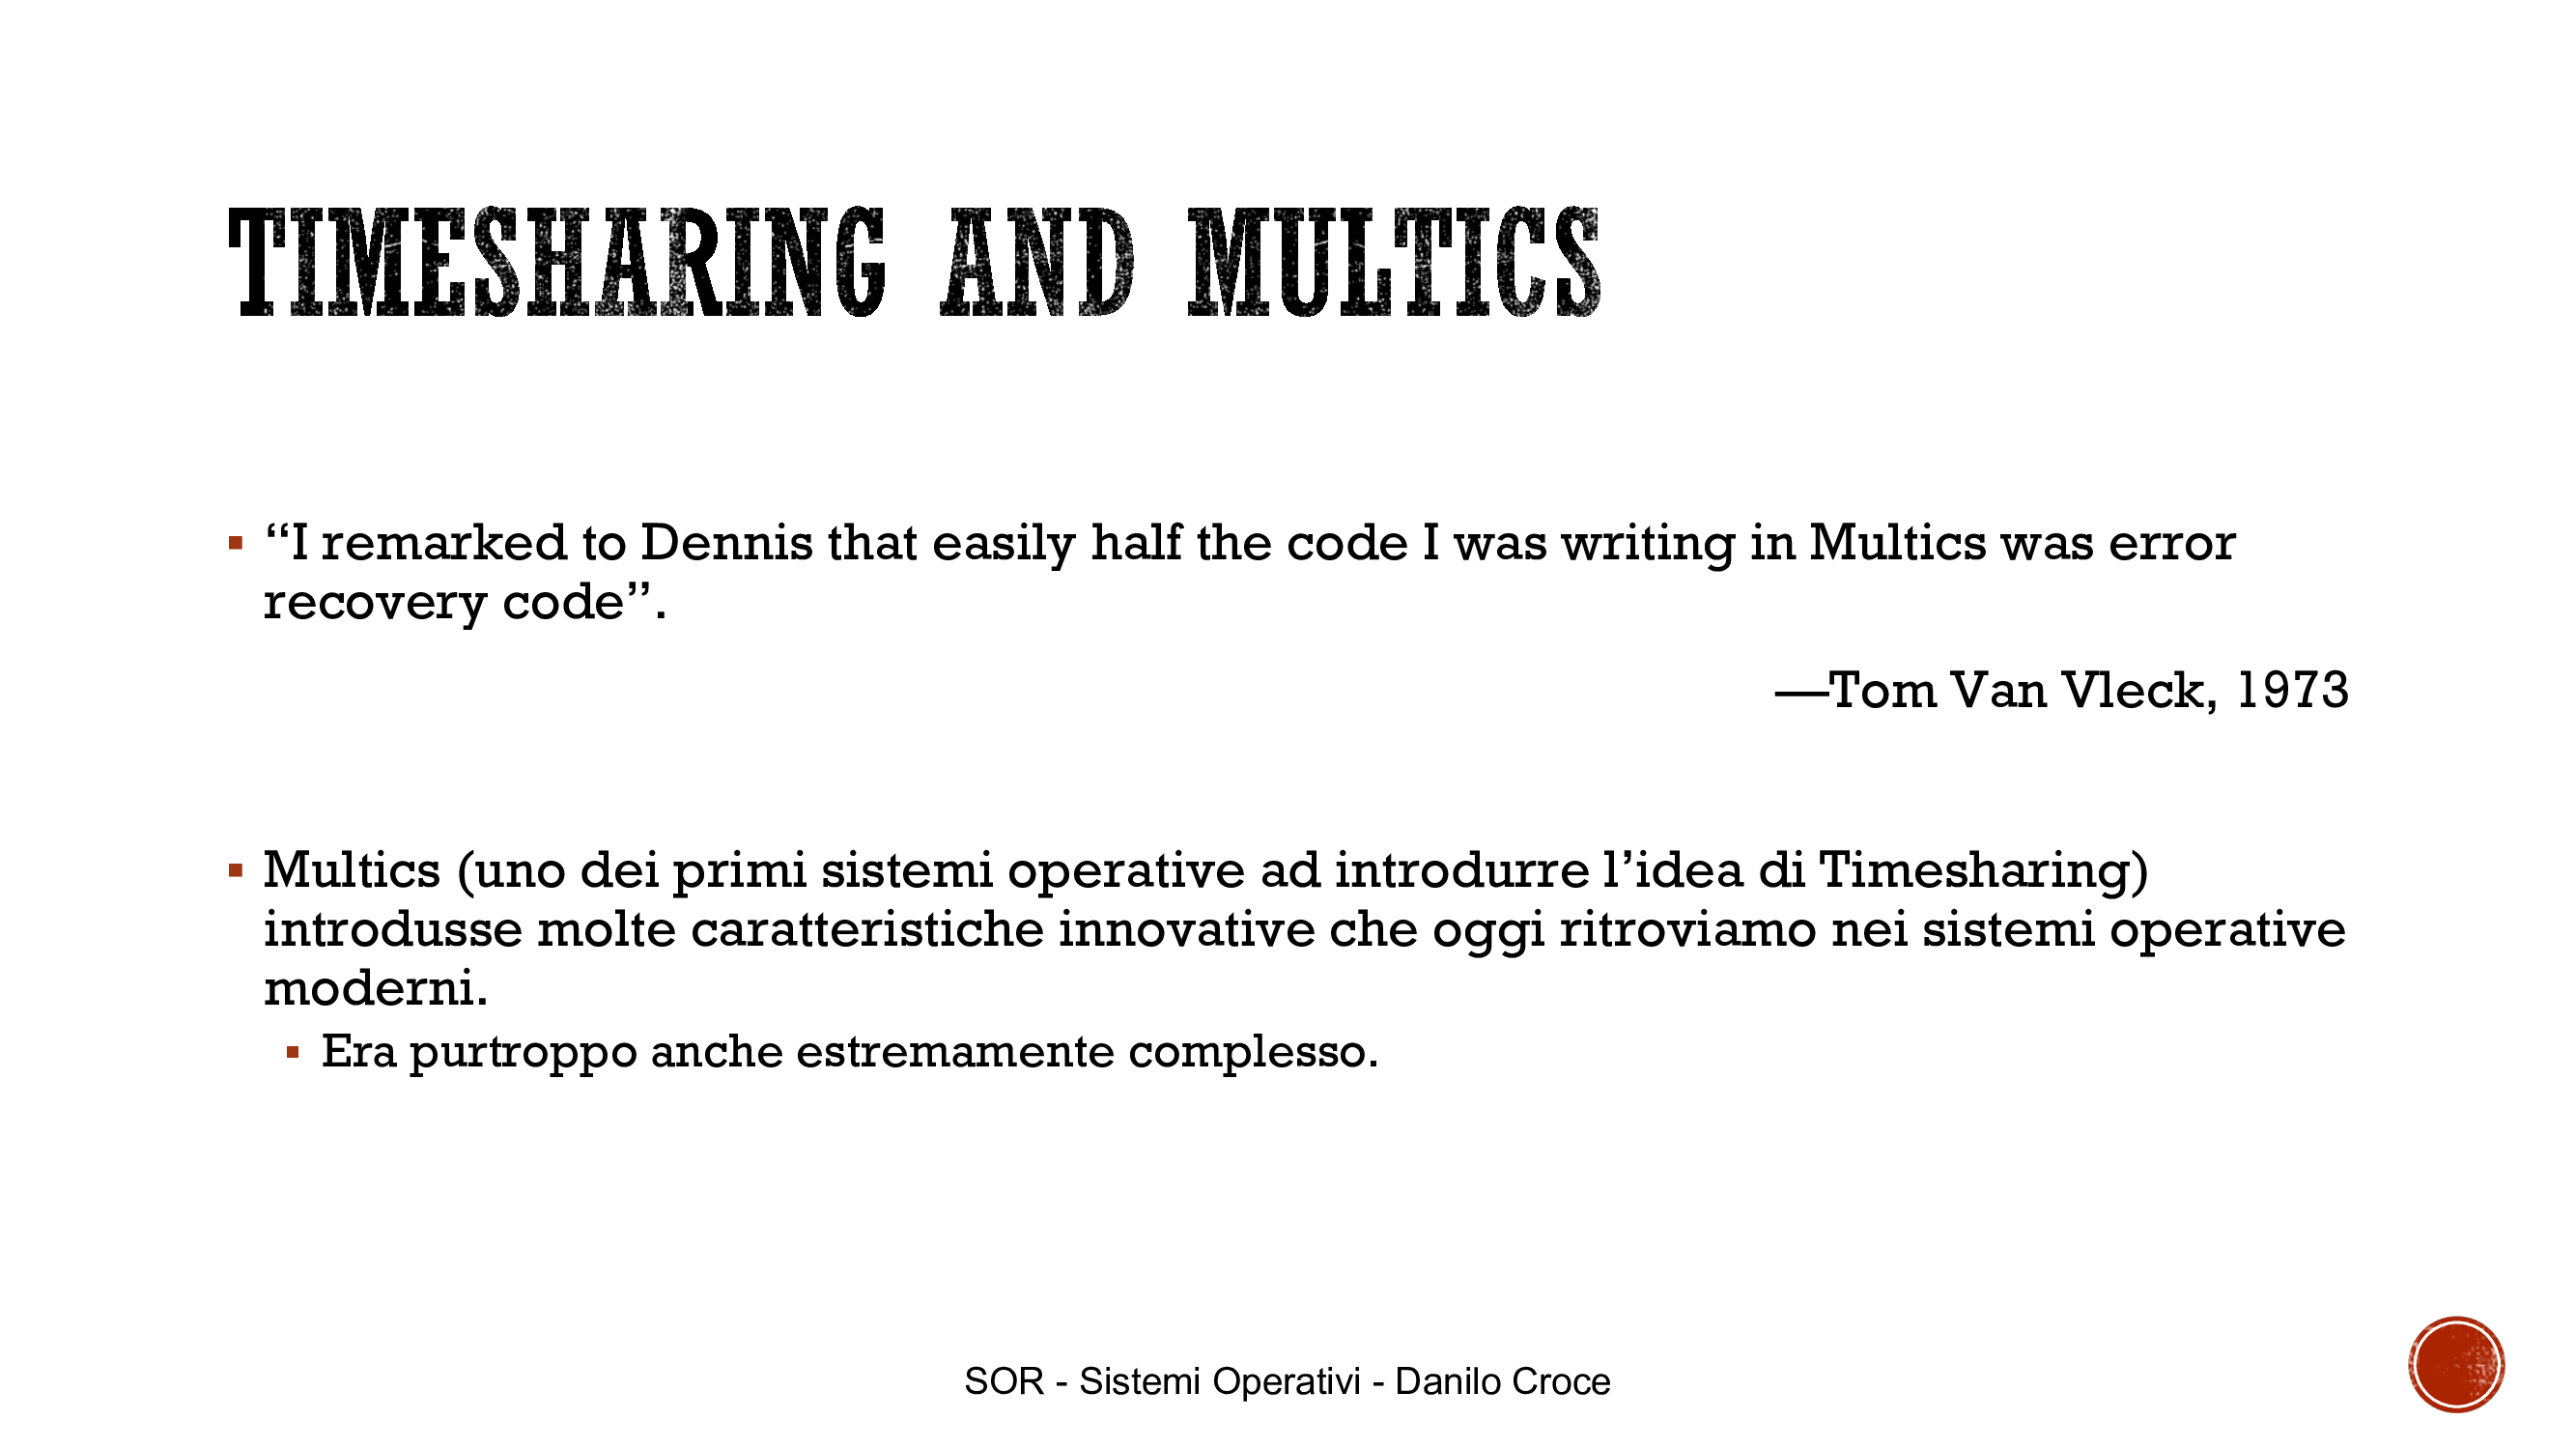 TIMESHARING AND MULTICS
▪ “I remarked to Dennis that easily half the code I was writing in Multics was error
recovery code”.
—Tom Van Vleck, 1973
▪ Multics (uno dei primi sistemi operative ad introdurre l’idea di Timesharing)
introdusse molte caratteristiche innovative che oggi ritroviamo nei sistemi operative
moderni.
▪ Era purtroppo anche estremamente complesso.
SOR - Sistemi Operativi - Danilo Croce